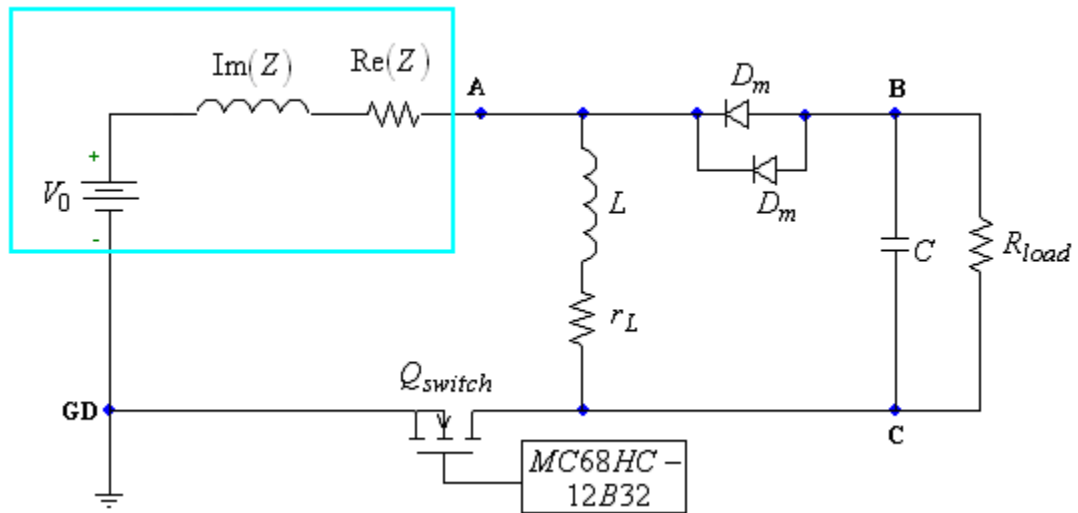 Im(Z)
Re(Z)
A
D_m
B
+
V_0
-
L
D_m
C
R_load
r_L
Q_switch
GD
C
MC68HC –
12B32